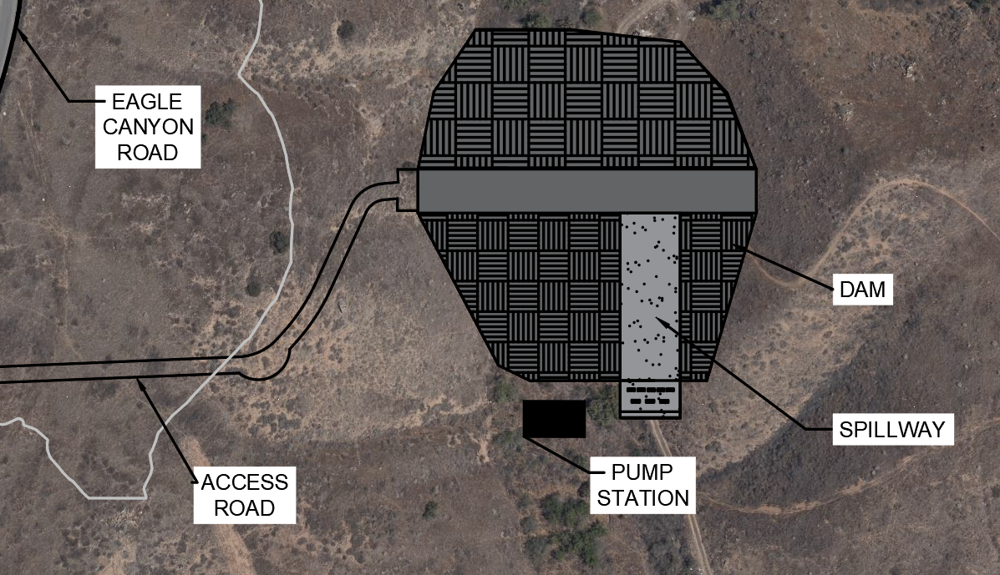 EAGLE
CANYON
ROAD
DAM
SPILLWAY
PUMP
STATION
ACCESS
ROAD